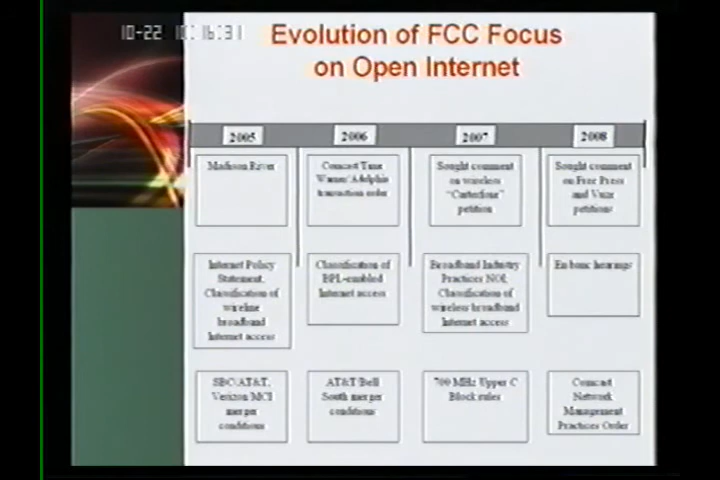 10-22 10:16:31
Evolution of FCC Focus
on Open Internet
2005
2006
2007
2008
Madison River
Comcast/Time
Warner/Adelphia
transaction order
Sought comment
on wireless
"Carterfone"
petition
Sought comment
on Free Press
and Vuze
petitions
Internet Policy
Statement,
Classification of
wireline
broadband
Internet access
Classification of
BPL-enabled
Internet access
Broadband Industry
Practices NOI,
Classification of
wireless broadband
Internet access
En banc hearings
SBC/AT&T,
Verizon/MCI
merger
conditions
AT&T/Bell
South merger
conditions
700 MHz Upper C
Block rules
Comcast
Network
Management
Practices Order